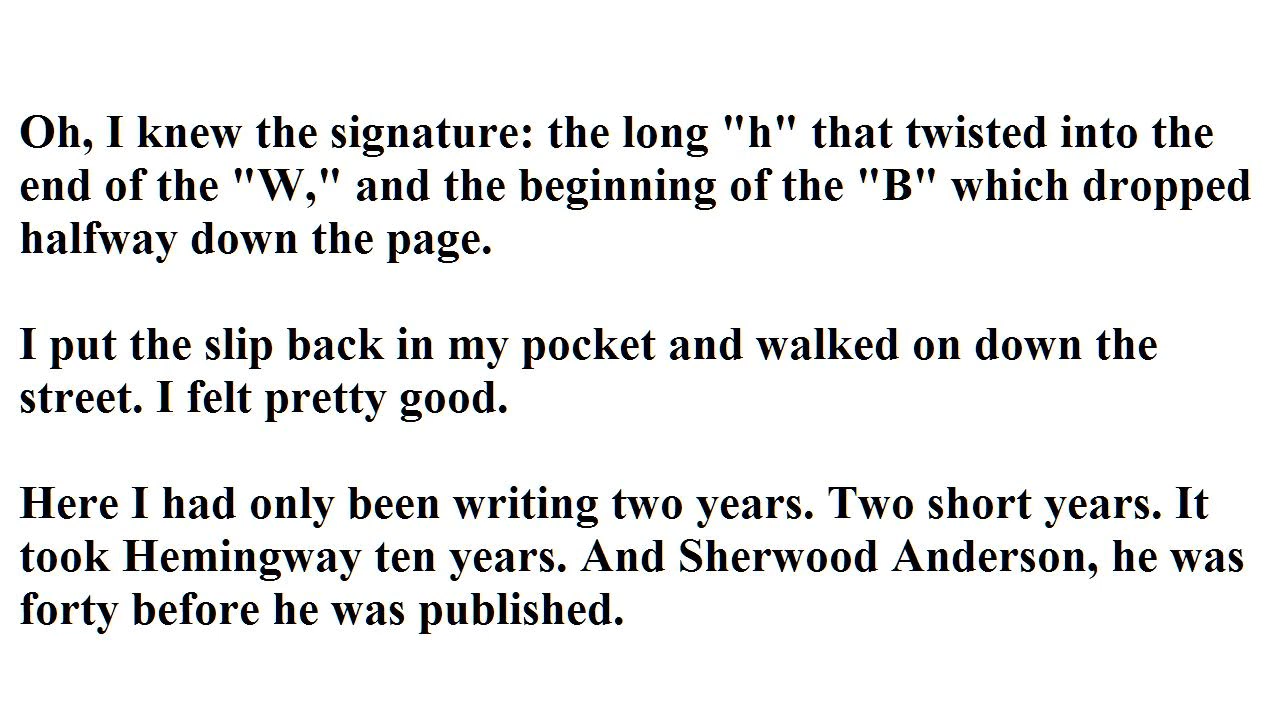 Oh, I knew the signature: the long "h" that twisted into the
end of the "W," and the beginning of the "B" which dropped
halfway down the page.
I put the slip back in my pocket and walked on down the
street. I felt pretty good.
Here I had only been writing two years. Two short years. It
took Hemingway ten years. And Sherwood Anderson, he was
forty before he was published.